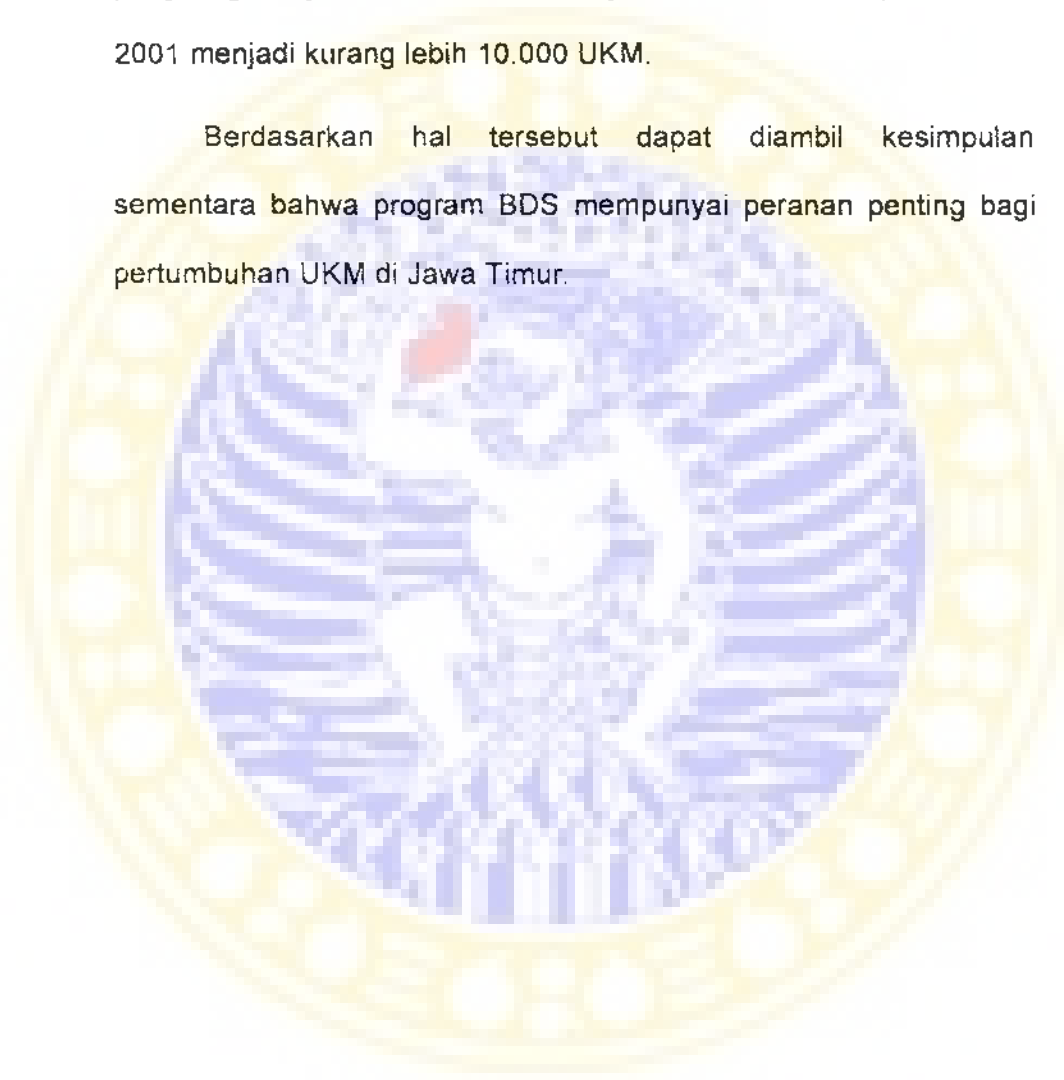 2001 menjadi kurang lebih 10.000 UKM.
Berdasarkan hal tersebut dapat diambil kesimpulan
sementara bahwa program BDS mempunyai peranan penting bagi
pertumbuhan UKM di Jawa Timur.